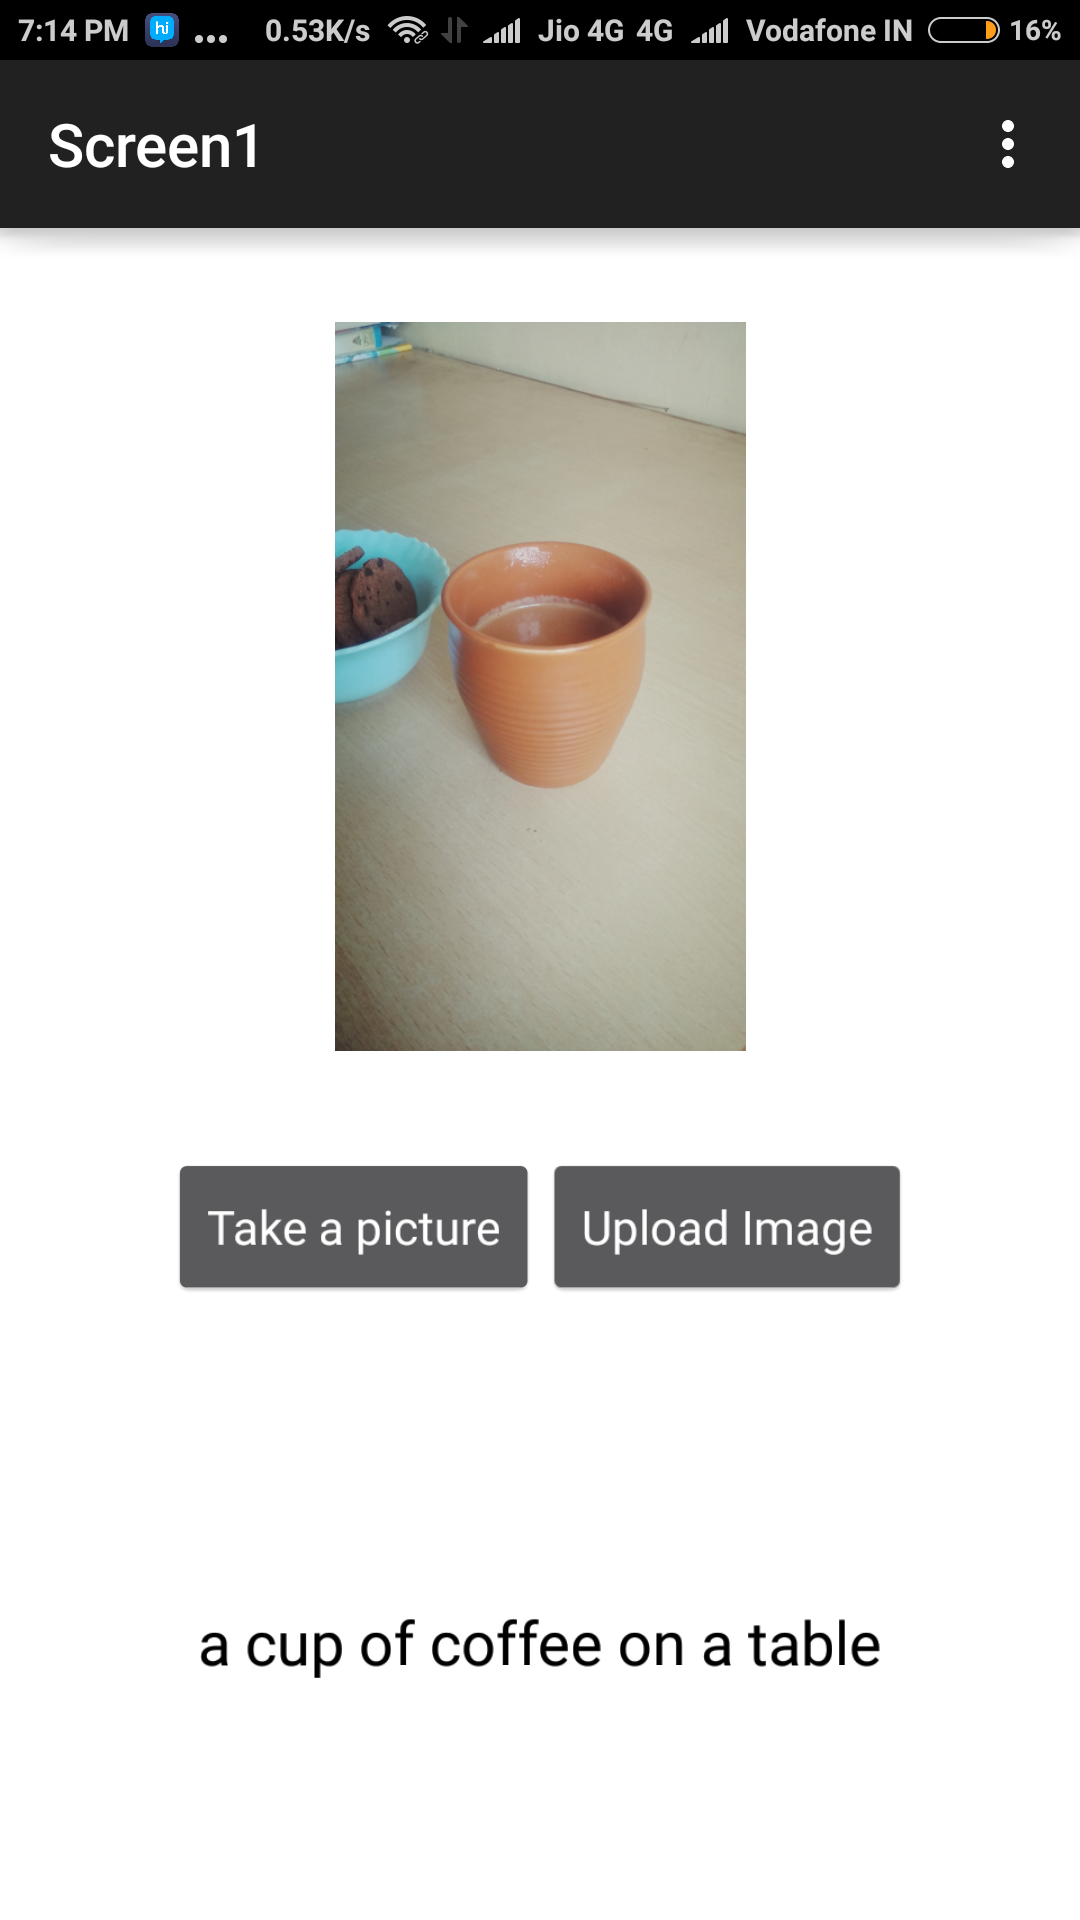 7:14 PM hi ... 0.53K/s Jio 4G 4G Vodafone IN 16%
Screen1
Take a picture Upload Image
a cup of coffee on a table